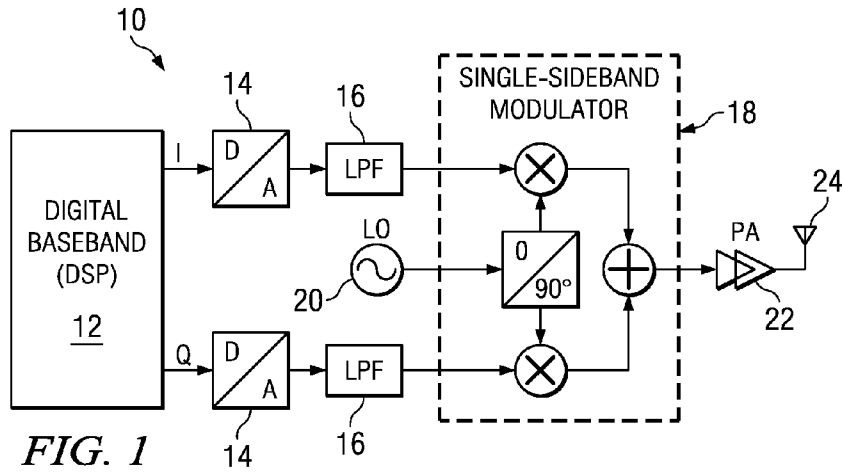 10
SINGLE-SIDEBAND
MODULATOR
14
16
18
I
D
A
LPF
24
DIGITAL
BASEBAND
(DSP)
12
LO
20
0
90°
PA
22
Q
D
A
LPF
14
16
FIG. 1